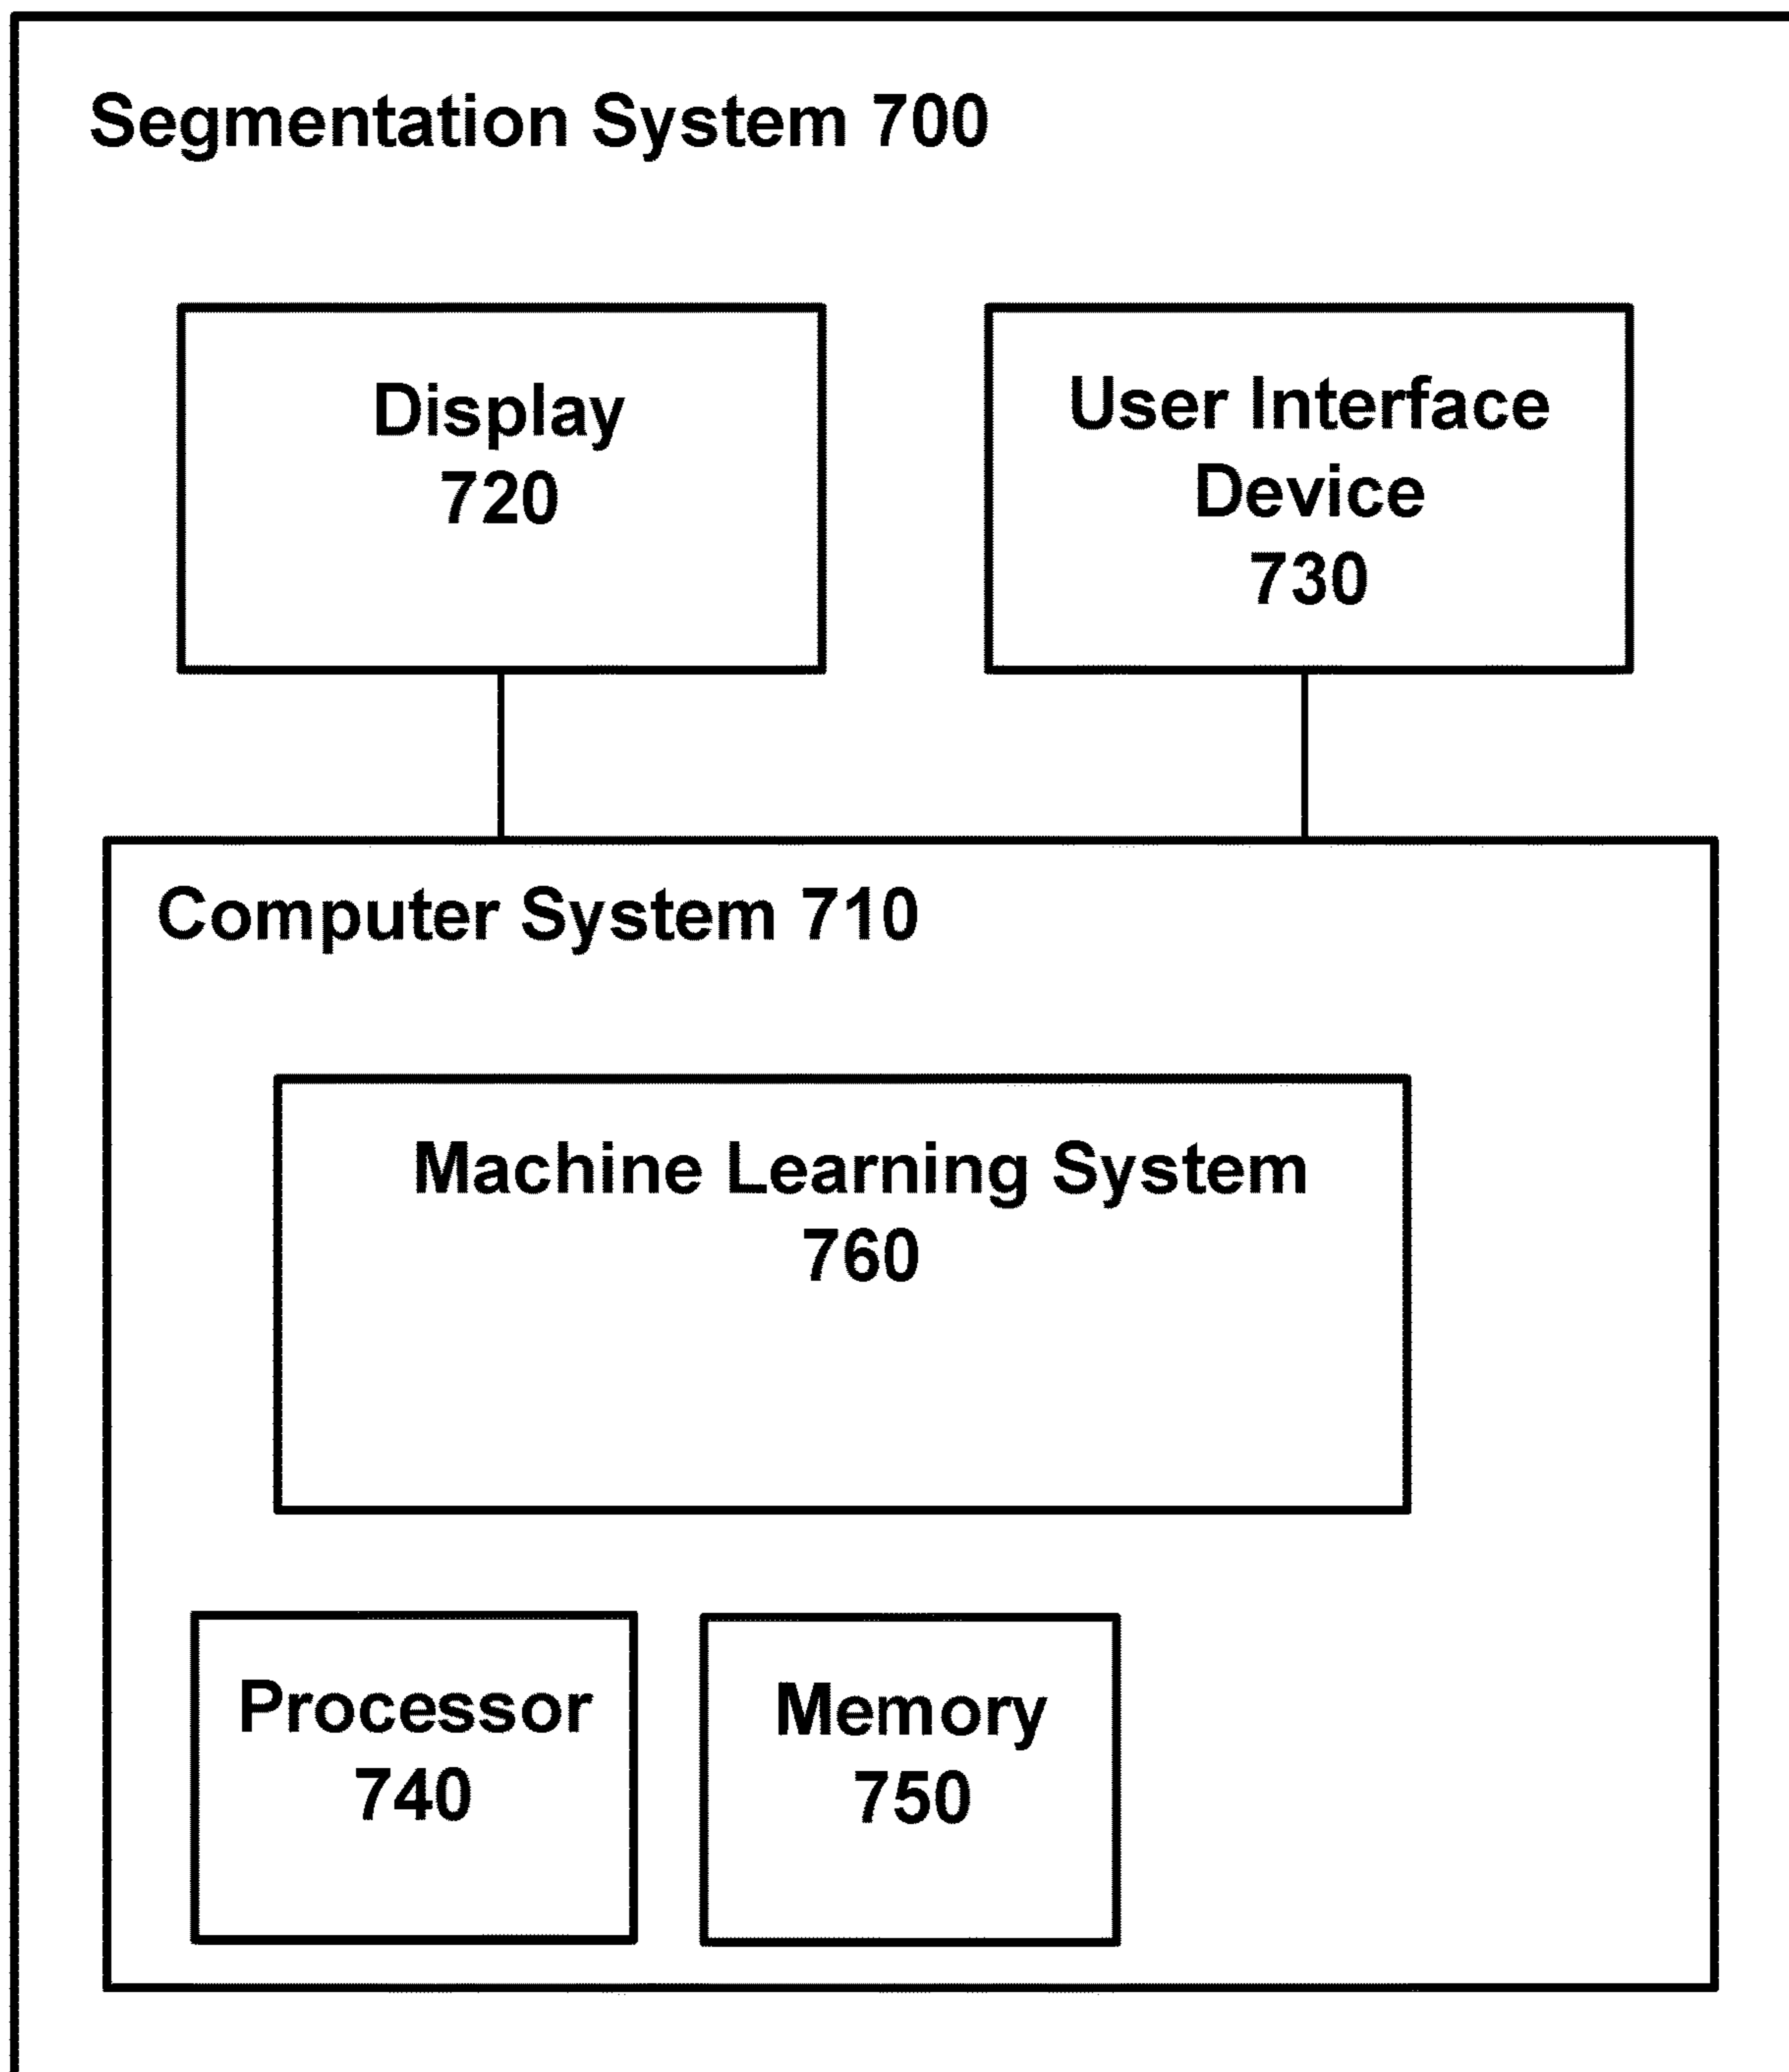 Segmentation System 700
Display
720
User Interface
Device
730
Computer System 710
Machine Learning System
760
Processor
740
Memory
750